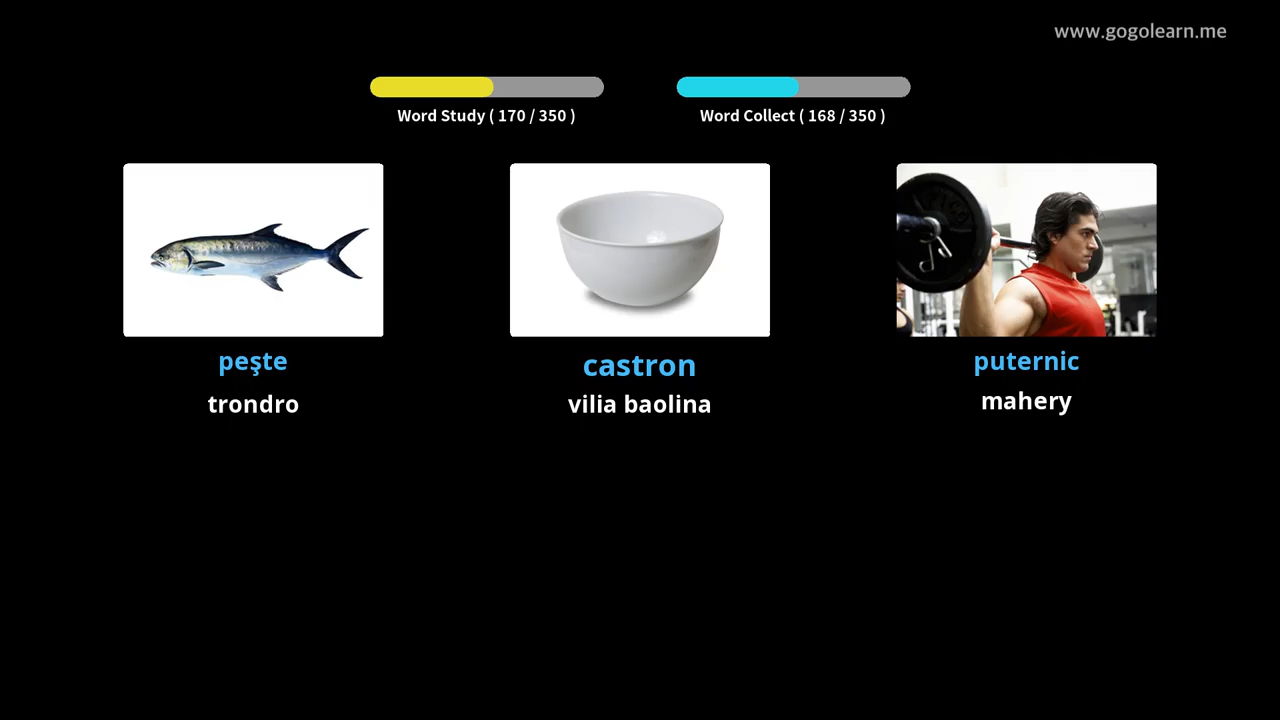 www.gogolearn.me
Word Study ( 170 / 350 )
Word Collect ( 168 / 350 )
peşte
castron
puternic
trondro
vilia baolina
mahery